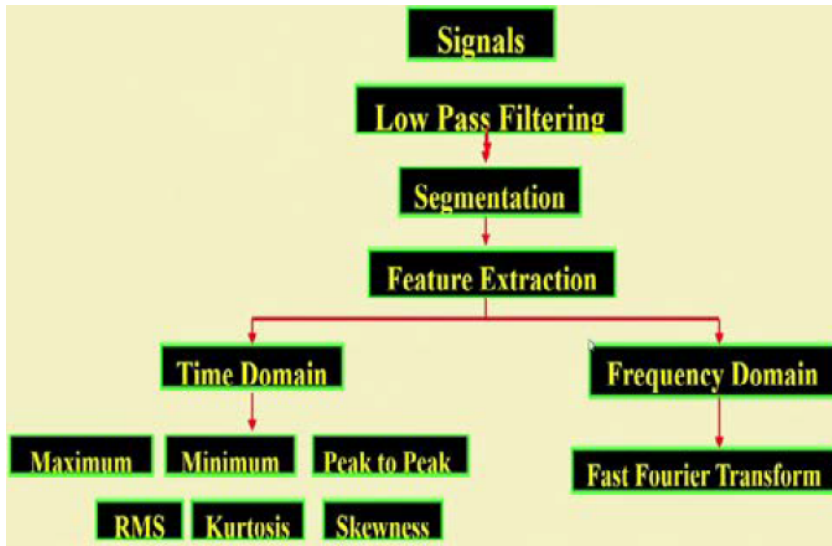 Signals
Low Pass Filtering
Segmentation
Feature Extraction
Time Domain
Frequency Domain
Maximum
Minimum
Peak to Peak
Fast Fourier Transform
RMS
Kurtosis
Skewness